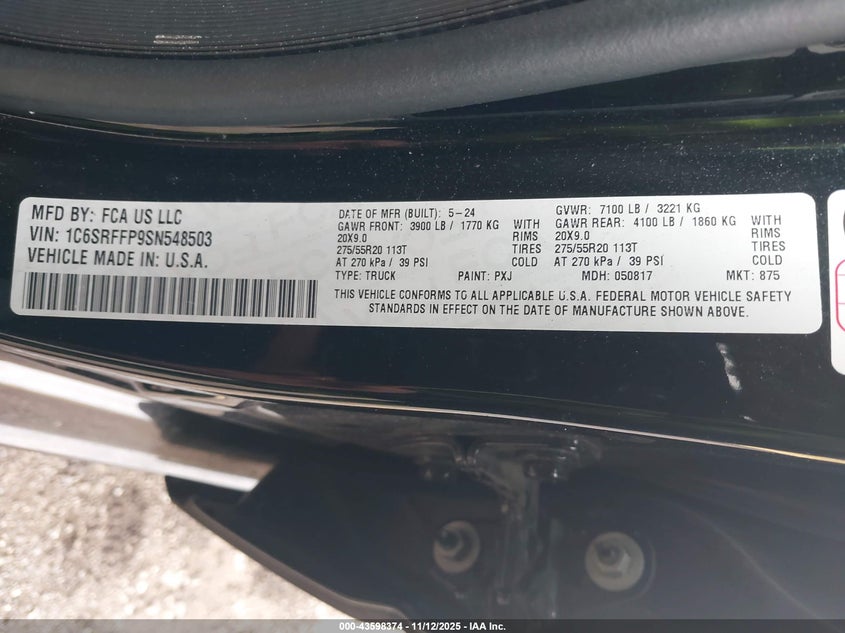 MFD BY: FCA US LLC
VIN: 1C6SRFFP9SN548503
VEHICLE MADE IN: U.S.A.
DATE OF MFR (BUILT): 5-24 GVWR: 7100 LB / 3221 KG
GAWR FRONT: 3900 LB / 1770 KG WITH GAWR REAR: 4100 LB / 1860 KG WITH
20X9.0 RIMS 20X9.0 RIMS
275/55R20 113T TIRES 275/55R20 113T TIRES
AT 270 kPa / 39 PSI COLD AT 270 kPa / 39 PSI COLD
TYPE: TRUCK PAINT: PXJ MDH: 050817 MKT: 875
THIS VEHICLE CONFORMS TO ALL APPLICABLE U.S.A. FEDERAL MOTOR VEHICLE SAFETY
STANDARDS IN EFFECT ON THE DATE OF MANUFACTURE SHOWN ABOVE.
000-43598374 - 11/12/2025 - IAA Inc.